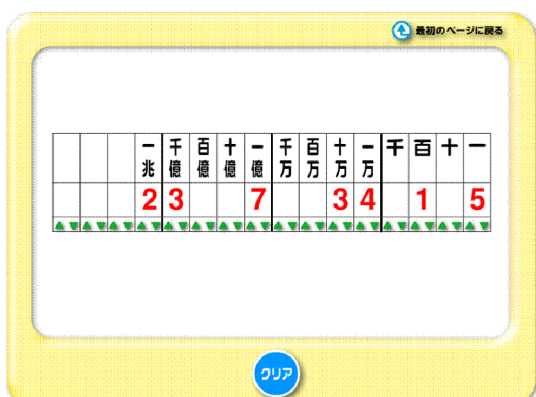 最初のページに戻る
一兆 千億 百億 十億 一億 千万 百万 十万 一万 千 百 十 一
2 3 7 3 4 1 5
クリア